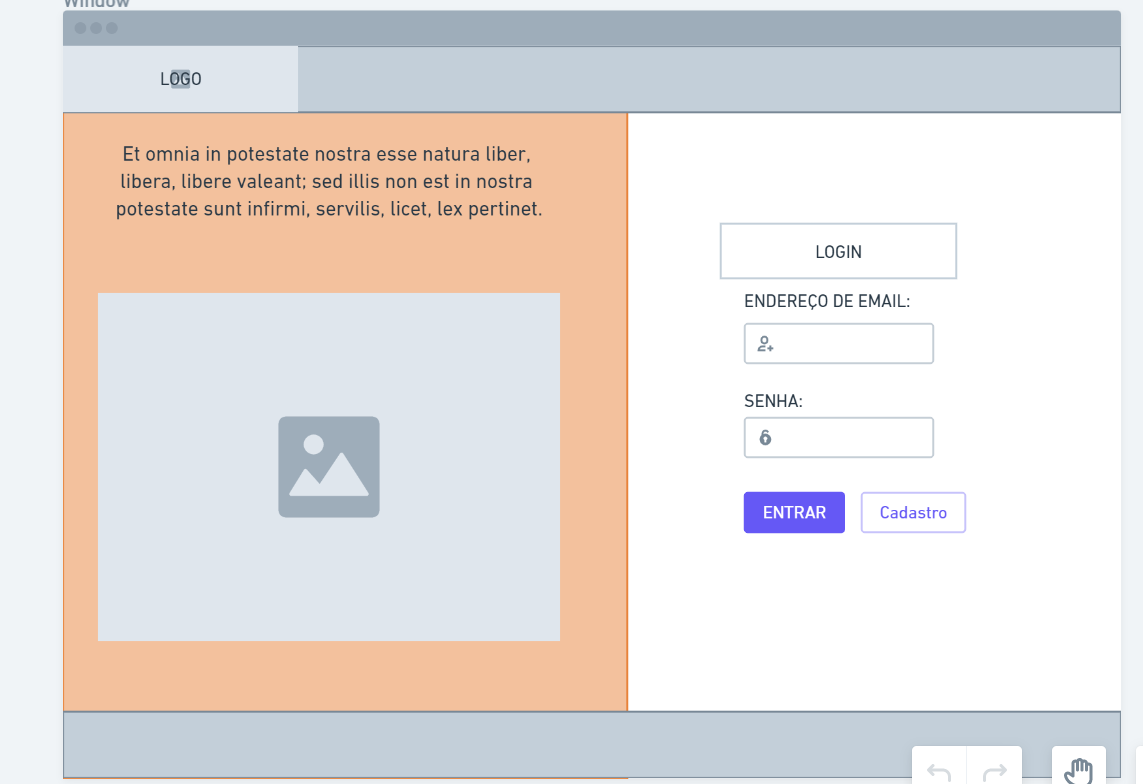 Window
LOGO
Et omnia in potestate nostra esse natura liber,
libera, libere valeant; sed illis non est in nostra
potestate sunt infirmi, servilis, licet, lex pertinet.
LOGIN
ENDEREÇO DE EMAIL:
SENHA:
ENTRAR
Cadastro